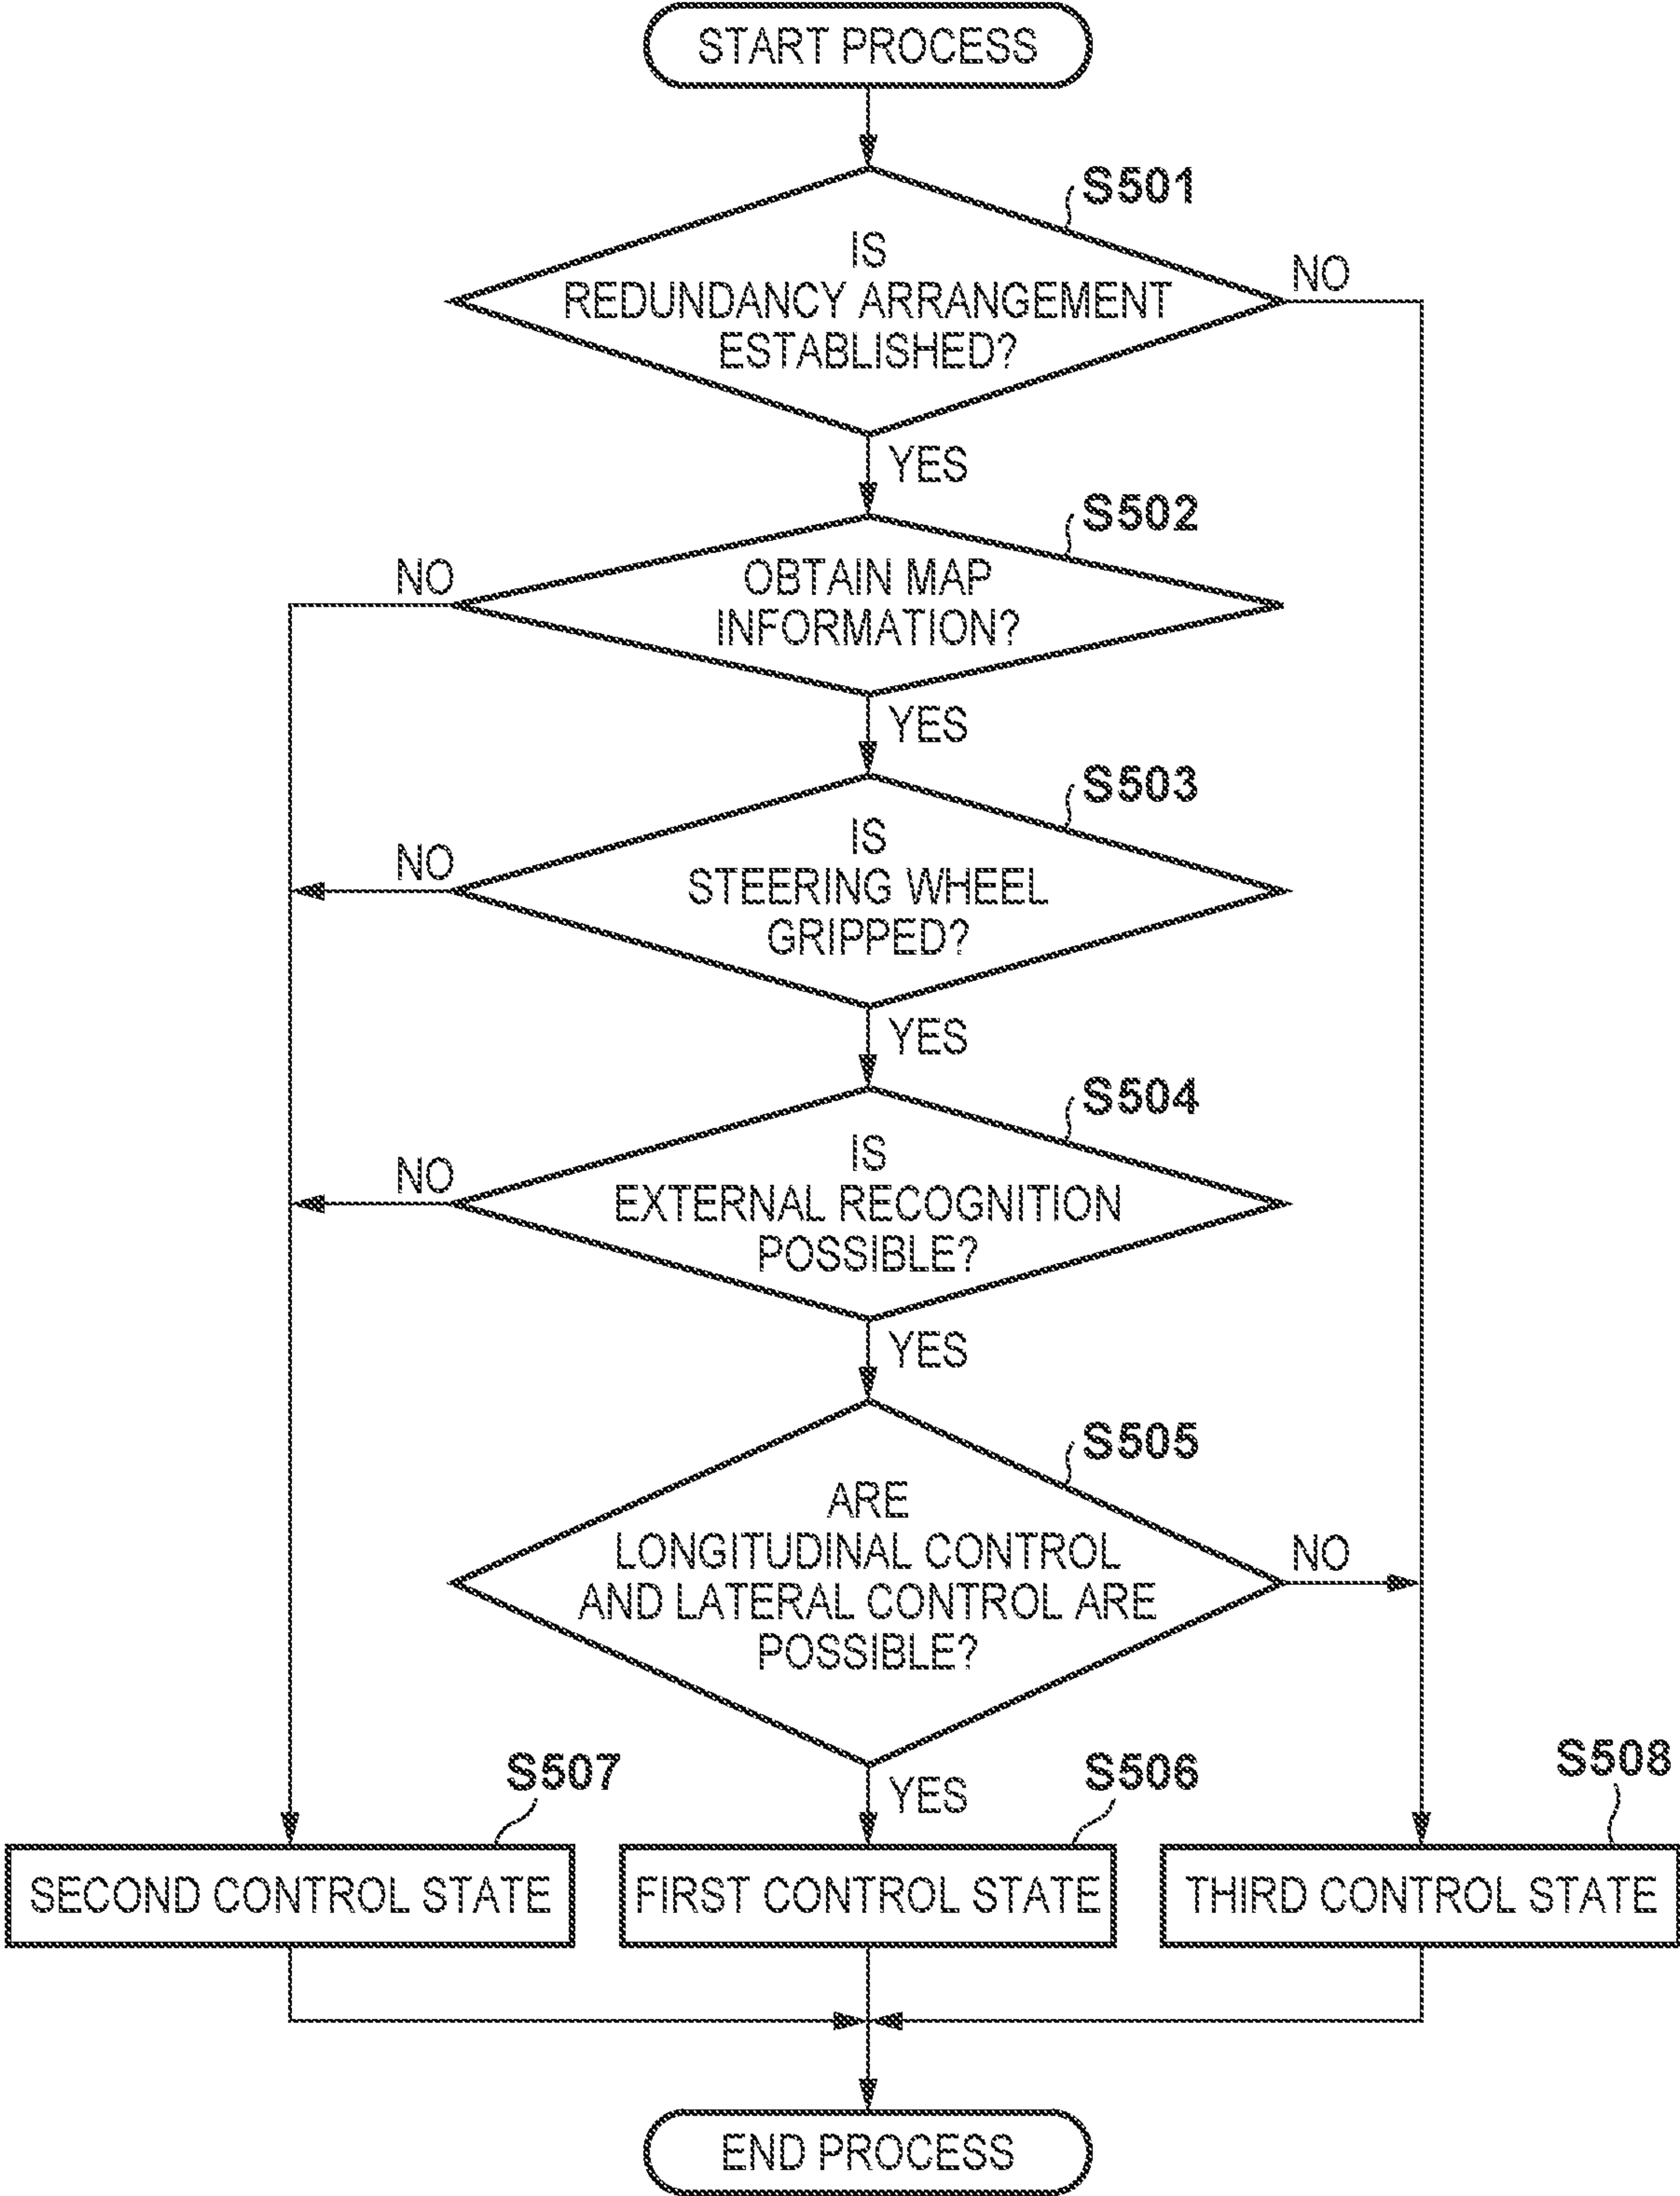 START PROCESS
S501
IS
REDUNDANCY ARRANGEMENT
ESTABLISHED?
NO
YES
S502
NO
OBTAIN MAP
INFORMATION?
YES
S503
NO
IS
STEERING WHEEL
GRIPPED?
YES
S504
NO
IS
EXTERNAL RECOGNITION
POSSIBLE?
YES
S505
ARE
LONGITUDINAL CONTROL
AND LATERAL CONTROL ARE
POSSIBLE?
NO
YES
S507
S506
S508
SECOND CONTROL STATE
FIRST CONTROL STATE
THIRD CONTROL STATE
END PROCESS